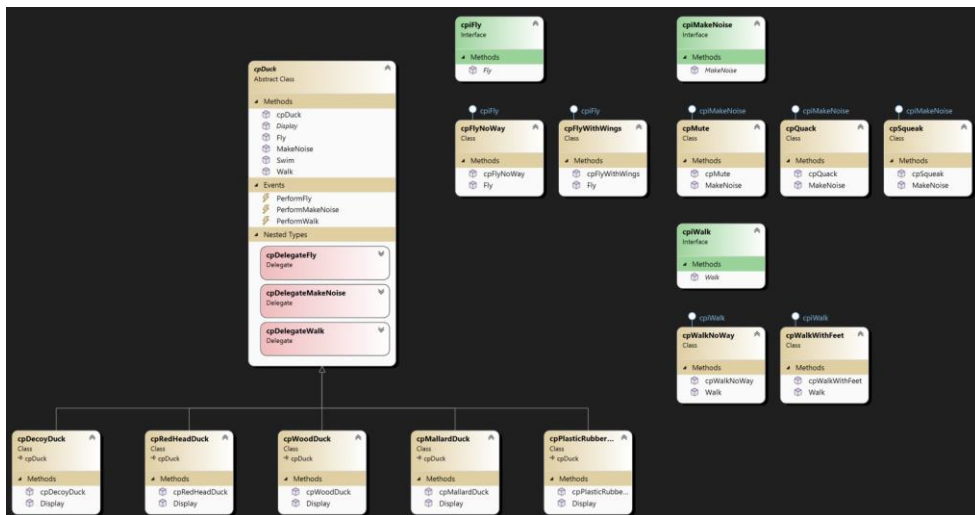 cpDuck
Abstract Class
Methods
cpDuck
Display
Fly
MakeNoise
Swim
Walk
Events
PerformFly
PerformMakeNoise
PerformWalk
Nested Types
cpDelegateFly
Delegate
cpDelegateMakeNoise
Delegate
cpDelegateWalk
Delegate
cpiFly
Interface
Methods
Fly
cpiMakeNoise
Interface
Methods
MakeNoise
cpiFly
cpFlyNoWay
Class
Methods
cpFlyNoWay
Fly
cpiFly
cpFlyWithWings
Class
Methods
cpFlyWithWings
Fly
cpiMakeNoise
cpMute
Class
Methods
cpMute
MakeNoise
cpiMakeNoise
cpQuack
Class
Methods
cpQuack
MakeNoise
cpiMakeNoise
cpSqueak
Class
Methods
cpSqueak
MakeNoise
cpiWalk
Interface
Methods
Walk
cpiWalk
cpWalkNoWay
Class
Methods
cpWalkNoWay
Walk
cpiWalk
cpWalkWithFeet
Class
Methods
cpWalkWithFeet
Walk
cpDecoyDuck
Class
cpDuck
Methods
cpDecoyDuck
Display
cpRedHeadDuck
Class
cpDuck
Methods
cpRedHeadDuck
Display
cpWoodDuck
Class
cpDuck
Methods
cpWoodDuck
Display
cpMallardDuck
Class
cpDuck
Methods
cpMallardDuck
Display
cpPlasticRubber...
Class
cpDuck
Methods
cpPlasticRubbe...
Display